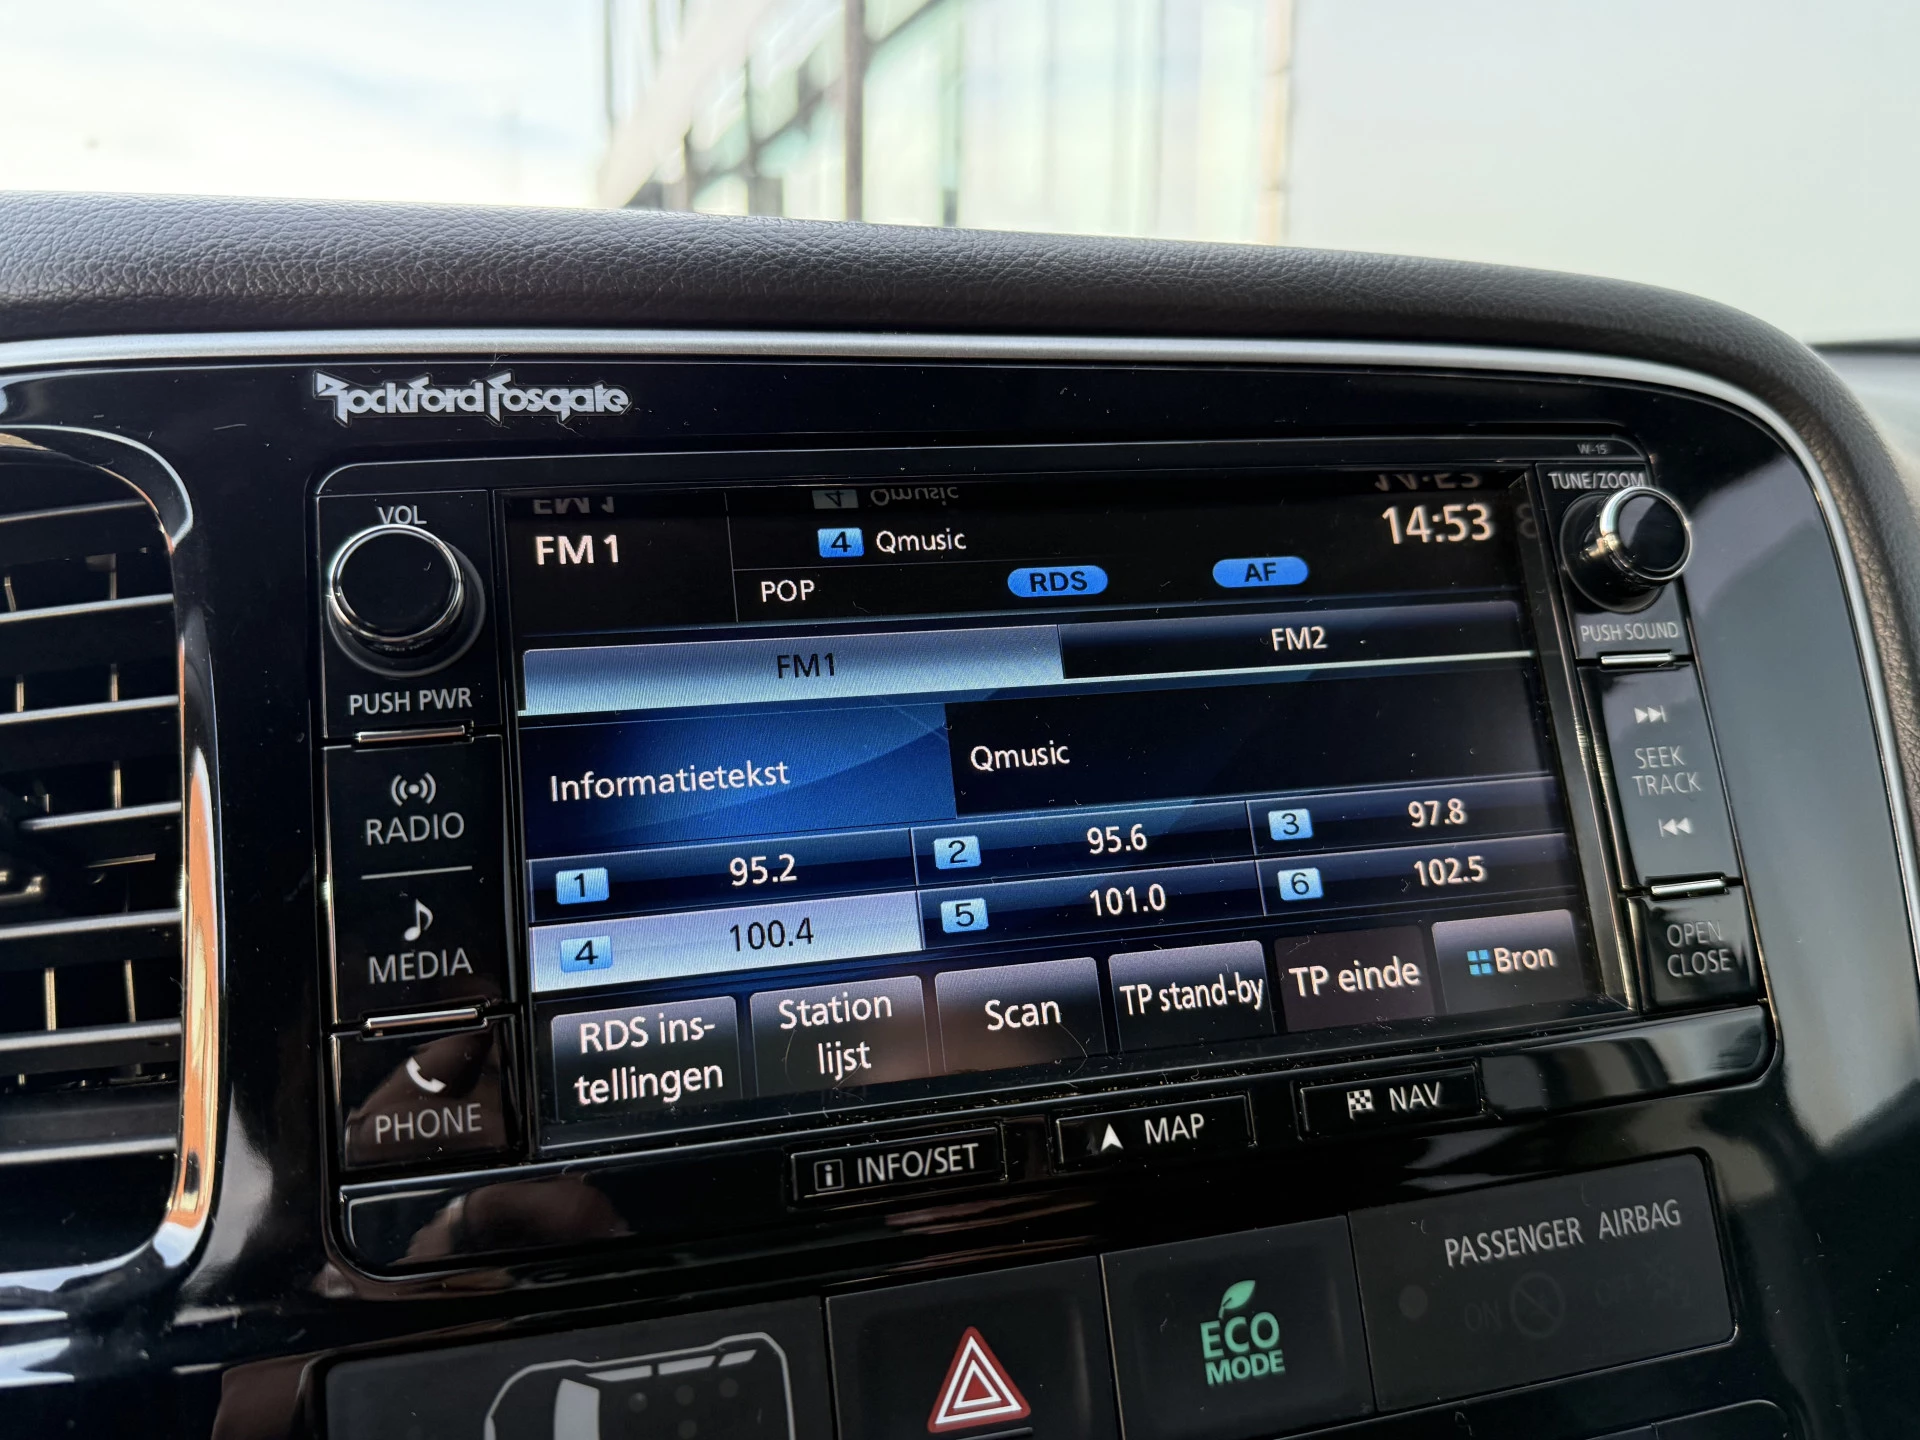 Rockford Fosgate
W-15
VOL
PUSH PWR
RADIO
MEDIA
PHONE
FM 1
4 Qmusic
14:53
POP
RDS
AF
FM1
FM2
Informatietekst
Qmusic
1 95.2
2 95.6
3 97.8
4 100.4
5 101.0
6 102.5
RDS ins-
tellingen
Station
lijst
Scan
TP stand-by
TP einde
Bron
TUNE/ZOOM
PUSH SOUND
SEEK
TRACK
OPEN
CLOSE
INFO/SET
MAP
NAV
ECO
MODE
PASSENGER AIRBAG
ON